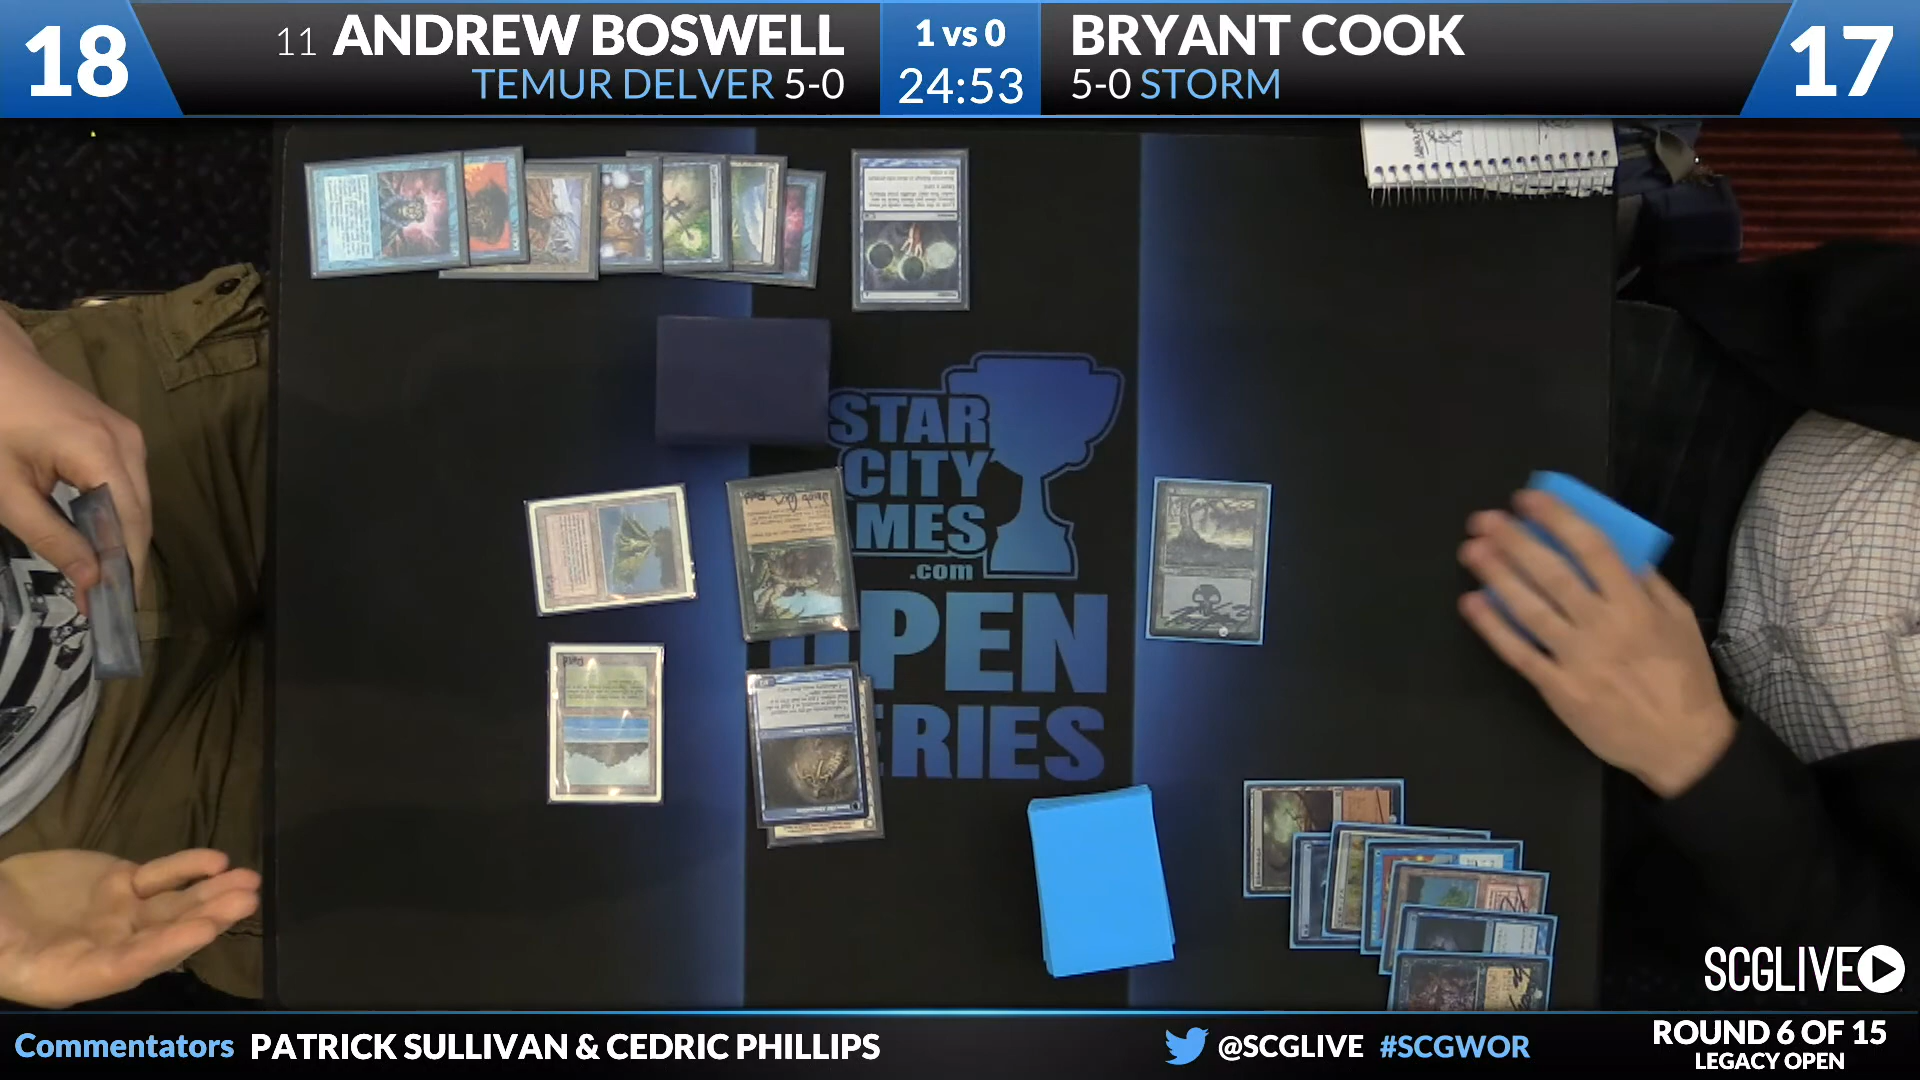 18
11 ANDREW BOSWELL
TEMUR DELVER 5-0
1 vs 0
24:53
BRYANT COOK
5-0 STORM
17
STAR
CITY
MES
.com
PEN
ERIES
SCGLIVE
Commentators PATRICK SULLIVAN & CEDRIC PHILLIPS
@SCGLIVE #SCGWOR
ROUND 6 OF 15
LEGACY OPEN